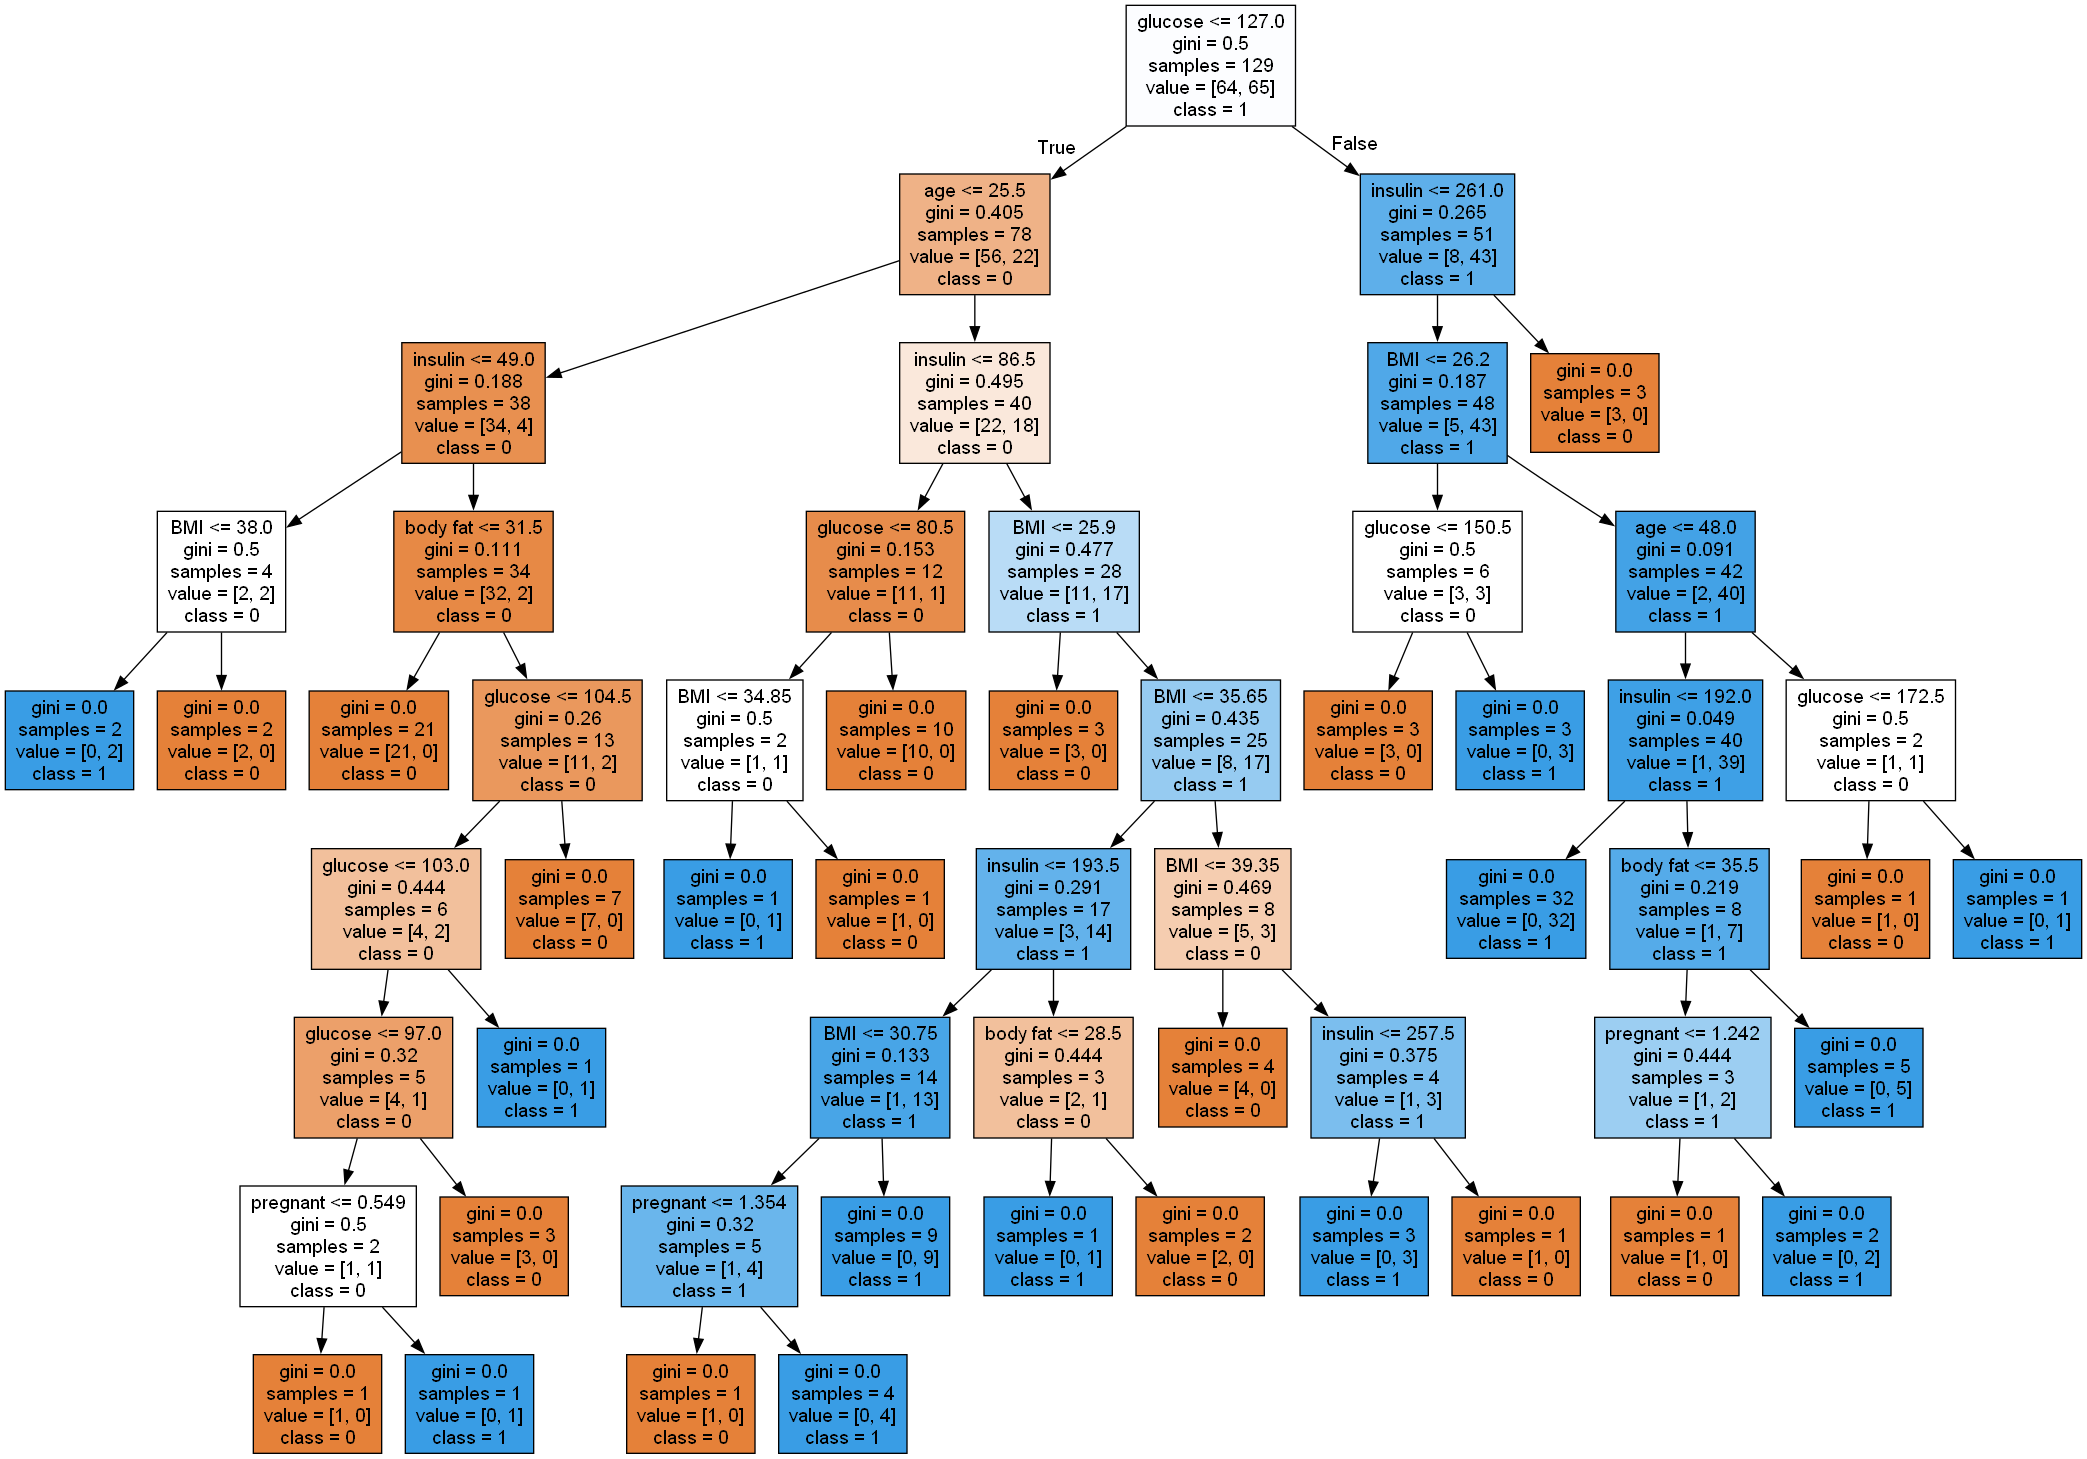 glucose <= 127.0
gini = 0.5
samples = 129
value = [64, 65]
class = 1
True
False
age <= 25.5
gini = 0.405
samples = 78
value = [56, 22]
class = 0
insulin <= 261.0
gini = 0.265
samples = 51
value = [8, 43]
class = 1
insulin <= 49.0
gini = 0.188
samples = 38
value = [34, 4]
class = 0
insulin <= 86.5
gini = 0.495
samples = 40
value = [22, 18]
class = 0
BMI <= 26.2
gini = 0.187
samples = 48
value = [5, 43]
class = 1
gini = 0.0
samples = 3
value = [3, 0]
class = 0
BMI <= 38.0
gini = 0.5
samples = 4
value = [2, 2]
class = 0
body fat <= 31.5
gini = 0.111
samples = 34
value = [32, 2]
class = 0
glucose <= 80.5
gini = 0.153
samples = 12
value = [11, 1]
class = 0
BMI <= 25.9
gini = 0.477
samples = 28
value = [11, 17]
class = 1
glucose <= 150.5
gini = 0.5
samples = 6
value = [3, 3]
class = 0
age <= 48.0
gini = 0.091
samples = 42
value = [2, 40]
class = 1
gini = 0.0
samples = 2
value = [0, 2]
class = 1
gini = 0.0
samples = 2
value = [2, 0]
class = 0
gini = 0.0
samples = 21
value = [21, 0]
class = 0
glucose <= 104.5
gini = 0.26
samples = 13
value = [11, 2]
class = 0
BMI <= 34.85
gini = 0.5
samples = 2
value = [1, 1]
class = 0
gini = 0.0
samples = 10
value = [10, 0]
class = 0
gini = 0.0
samples = 3
value = [3, 0]
class = 0
BMI <= 35.65
gini = 0.435
samples = 25
value = [8, 17]
class = 1
gini = 0.0
samples = 3
value = [3, 0]
class = 0
gini = 0.0
samples = 3
value = [0, 3]
class = 1
insulin <= 192.0
gini = 0.049
samples = 40
value = [1, 39]
class = 1
glucose <= 172.5
gini = 0.5
samples = 2
value = [1, 1]
class = 0
glucose <= 103.0
gini = 0.444
samples = 6
value = [4, 2]
class = 0
gini = 0.0
samples = 7
value = [7, 0]
class = 0
gini = 0.0
samples = 1
value = [0, 1]
class = 1
gini = 0.0
samples = 1
value = [1, 0]
class = 0
insulin <= 193.5
gini = 0.291
samples = 17
value = [3, 14]
class = 1
BMI <= 39.35
gini = 0.469
samples = 8
value = [5, 3]
class = 0
gini = 0.0
samples = 32
value = [0, 32]
class = 1
body fat <= 35.5
gini = 0.219
samples = 8
value = [1, 7]
class = 1
gini = 0.0
samples = 1
value = [1, 0]
class = 0
gini = 0.0
samples = 1
value = [0, 1]
class = 1
glucose <= 97.0
gini = 0.32
samples = 5
value = [4, 1]
class = 0
gini = 0.0
samples = 1
value = [0, 1]
class = 1
BMI <= 30.75
gini = 0.133
samples = 14
value = [1, 13]
class = 1
body fat <= 28.5
gini = 0.444
samples = 3
value = [2, 1]
class = 0
gini = 0.0
samples = 4
value = [4, 0]
class = 0
insulin <= 257.5
gini = 0.375
samples = 4
value = [1, 3]
class = 1
pregnant <= 1.242
gini = 0.444
samples = 3
value = [1, 2]
class = 1
gini = 0.0
samples = 5
value = [0, 5]
class = 1
pregnant <= 0.549
gini = 0.5
samples = 2
value = [1, 1]
class = 0
gini = 0.0
samples = 3
value = [3, 0]
class = 0
pregnant <= 1.354
gini = 0.32
samples = 5
value = [1, 4]
class = 1
gini = 0.0
samples = 9
value = [0, 9]
class = 1
gini = 0.0
samples = 1
value = [0, 1]
class = 1
gini = 0.0
samples = 2
value = [2, 0]
class = 0
gini = 0.0
samples = 3
value = [0, 3]
class = 1
gini = 0.0
samples = 1
value = [1, 0]
class = 0
gini = 0.0
samples = 1
value = [1, 0]
class = 0
gini = 0.0
samples = 2
value = [0, 2]
class = 1
gini = 0.0
samples = 1
value = [1, 0]
class = 0
gini = 0.0
samples = 1
value = [0, 1]
class = 1
gini = 0.0
samples = 1
value = [1, 0]
class = 0
gini = 0.0
samples = 4
value = [0, 4]
class = 1